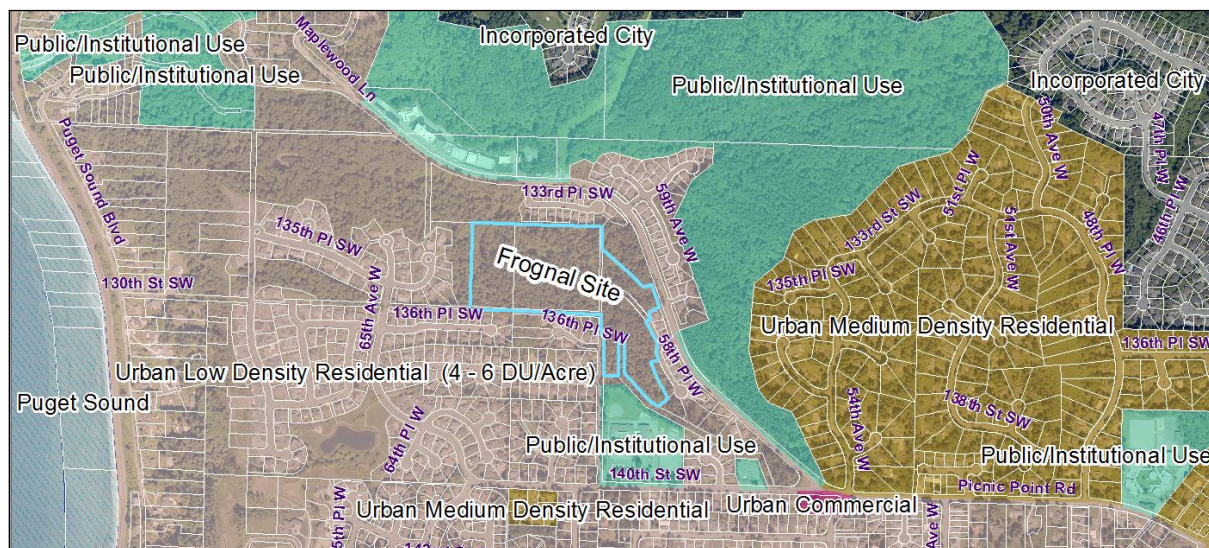 Public/Institutional Use
Maplewood Ln
Incorporated City
Public/Institutional Use
Public/Institutional Use
Incorporated City
50th Ave W
47th Pl W
Puget Sound Blvd
133rd Pl SW
59th Ave W
51st Pl W
133rd St SW
51st Ave W
48th Pl W
46th Pl W
135th Pl SW
130th St SW
Frognal Site
135th Pl SW
65th Ave W
136th Pl SW
136th Pl SW
58th Pl W
Urban Medium Density Residential
136th Pl SW
Urban Low Density Residential (4 - 6 DU/Acre)
Puget Sound
64th Pl W
54th Ave W
138th St SW
Public/Institutional Use
140th St SW
Public/Institutional Use
Picnic Point Rd
Urban Commercial
Urban Medium Density Residential
5th Pl W
Ave W